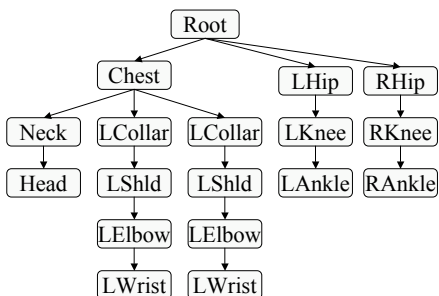 Root
Chest LHip RHip
Neck LCollar LCollar LKnee RKnee
Head LShld LShld LAnkle RAnkle
LElbow LElbow
LWrist LWrist